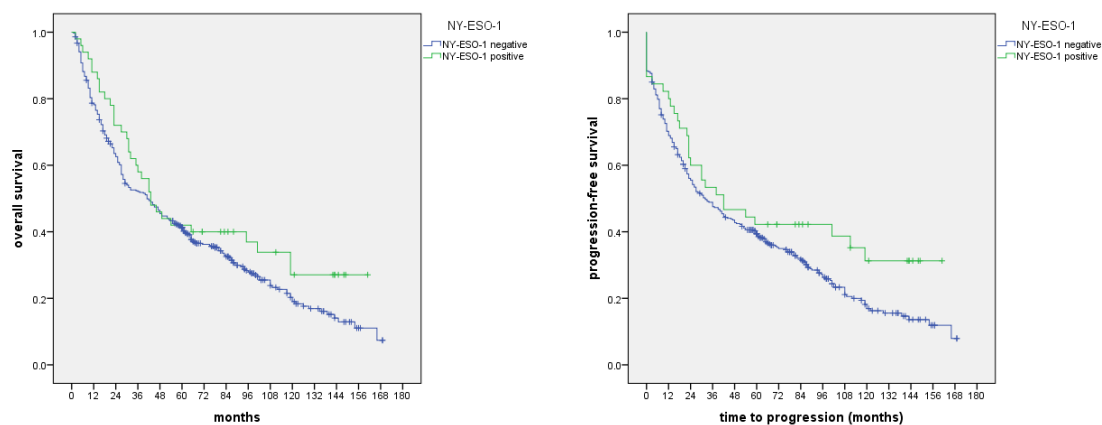 NY-ESO-1
NY-ESO-1 negative
NY-ESO-1 positive
overall survival
1.0
0.8
0.6
0.4
0.2
0.0
0 12 24 36 48 60 72 84 96 108 120 132 144 156 168 180
months
NY-ESO-1
NY-ESO-1 negative
NY-ESO-1 positive
progression-free survival
1.0
0.8
0.6
0.4
0.2
0.0
0 12 24 36 48 60 72 84 96 108 120 132 144 156 168 180
time to progression (months)